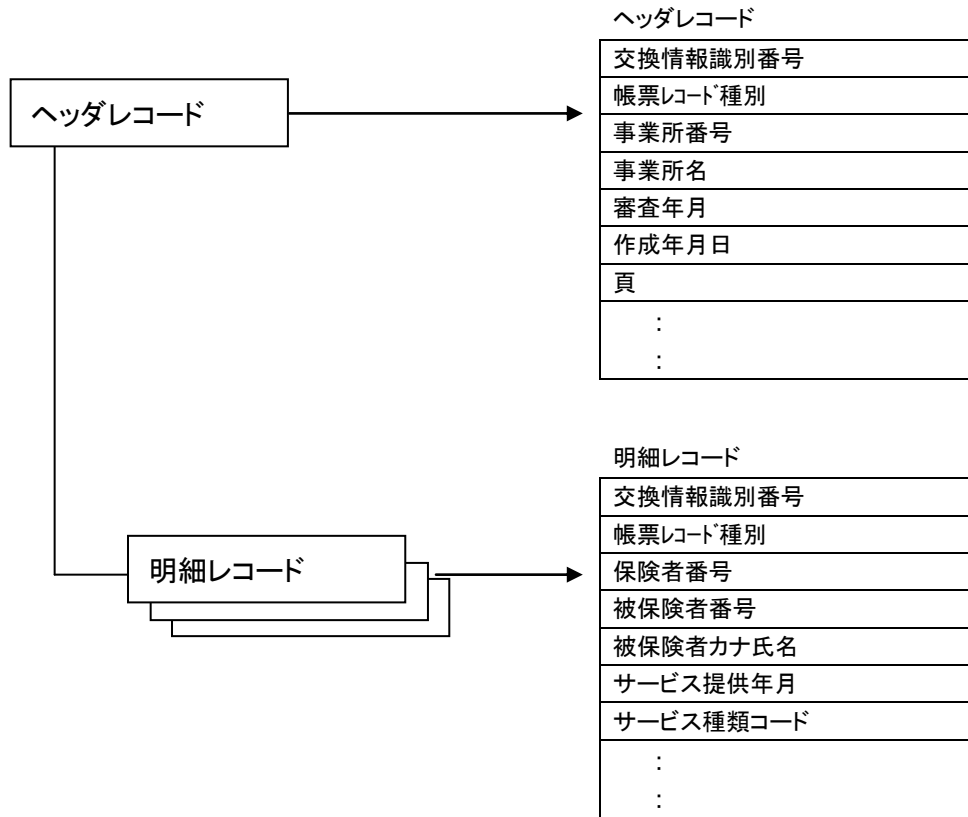 ヘッダレコード
ヘッダレコード
交換情報識別番号
帳票ﾚｺｰﾄﾞ種別
事業所番号
事業所名
審査年月
作成年月日
頁
:
:
明細レコード
明細レコード
交換情報識別番号
帳票ﾚｺｰﾄﾞ種別
保険者番号
被保険者番号
被保険者カナ氏名
サービス提供年月
サービス種類コード
:
: